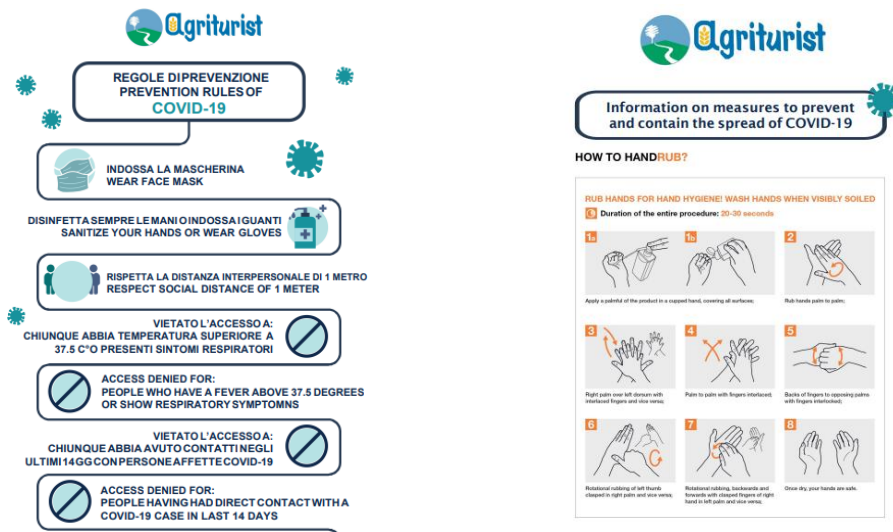 agriturist
REGOLE DI PREVENZIONE
PREVENTION RULES OF
COVID-19
INDOSSA LA MASCHERINA
WEAR FACE MASK
DISINFETTA SEMPRE LE MANI O INDOSSA I GUANTI
SANITIZE YOUR HANDS OR WEAR GLOVES
RISPETTA LA DISTANZA INTERPERSONALE DI 1 METRO
RESPECT SOCIAL DISTANCE OF 1 METER
VIETATO L'ACCESSO A:
CHIUNQUE ABBIA TEMPERATURA SUPERIORE A
37.5 C°O PRESENTI SINTOMI RESPIRATORI
ACCESS DENIED FOR:
PEOPLE WHO HAVE A FEVER ABOVE 37.5 DEGREES
OR SHOW RESPIRATORY SYMPTOMNS
VIETATO L'ACCESSO A:
CHIUNQUE ABBIA AVUTO CONTATTI NEGLI
ULTIMI 14 GG CON PERSONE AFFETTE COVID-19
ACCESS DENIED FOR:
PEOPLE HAVING HAD DIRECT CONTACT WITH A
COVID-19 CASE IN LAST 14 DAYS
agriturist
Information on measures to prevent
and contain the spread of COVID-19
HOW TO HANDRUB?
RUB HANDS FOR HAND HYGIENE! WASH HANDS WHEN VISIBLY SOILED
Duration of the entire procedure: 20-30 seconds
1a
1b
2
Apply a palmful of the product in a cupped hand, covering all surfaces;
Rub hands palm to palm;
3
4
5
Right palm over left dorsum with
interlaced fingers and vice versa;
Palm to palm with fingers interlaced;
Backs of fingers to opposing palms
with fingers interlocked;
6
7
8
Rotational rubbing of left thumb
clasped in right palm and vice versa;
Rotational rubbing, backwards and
forwards with clasped fingers of right
hand in left palm and vice versa;
Once dry, your hands are safe.